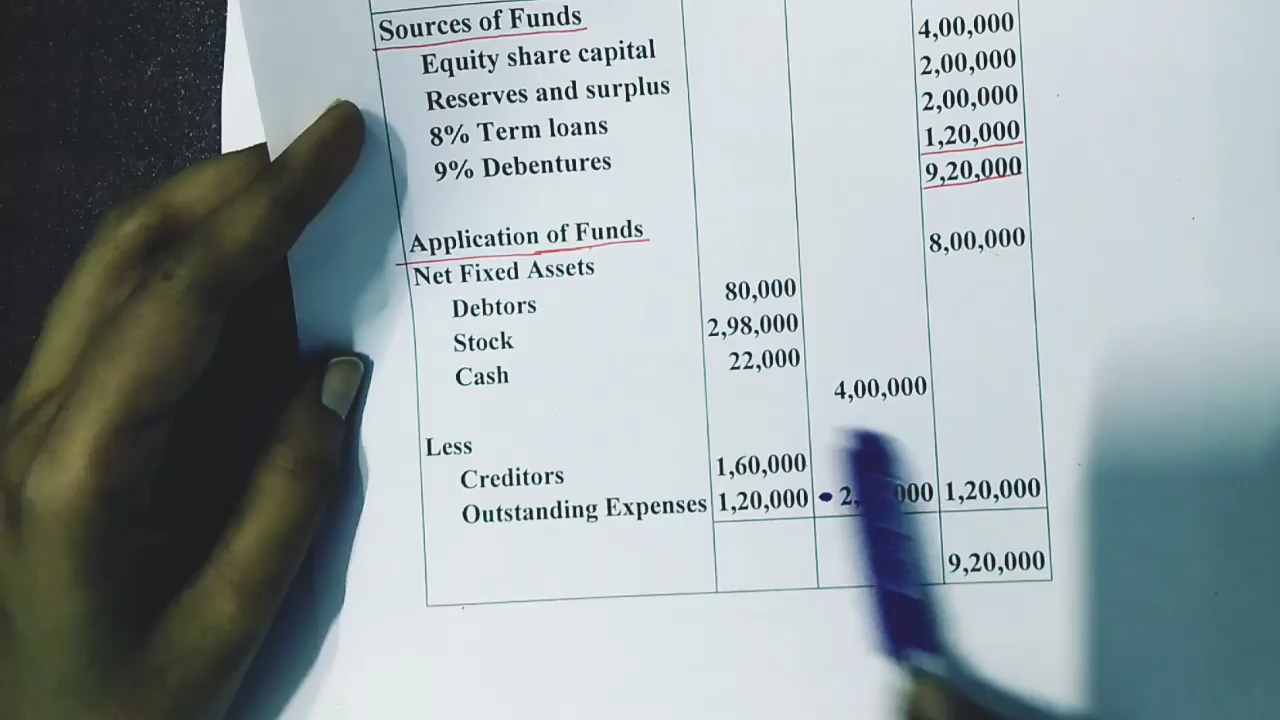 Sources of Funds
Equity share capital 4,00,000
Reserves and surplus 2,00,000
8% Term loans 2,00,000
9% Debentures 1,20,000
9,20,000
Application of Funds
Net Fixed Assets 8,00,000
Debtors 80,000
Stock 2,98,000
Cash 22,000
4,00,000
Less
Creditors 1,60,000
Outstanding Expenses 1,20,000 1,20,000
9,20,000